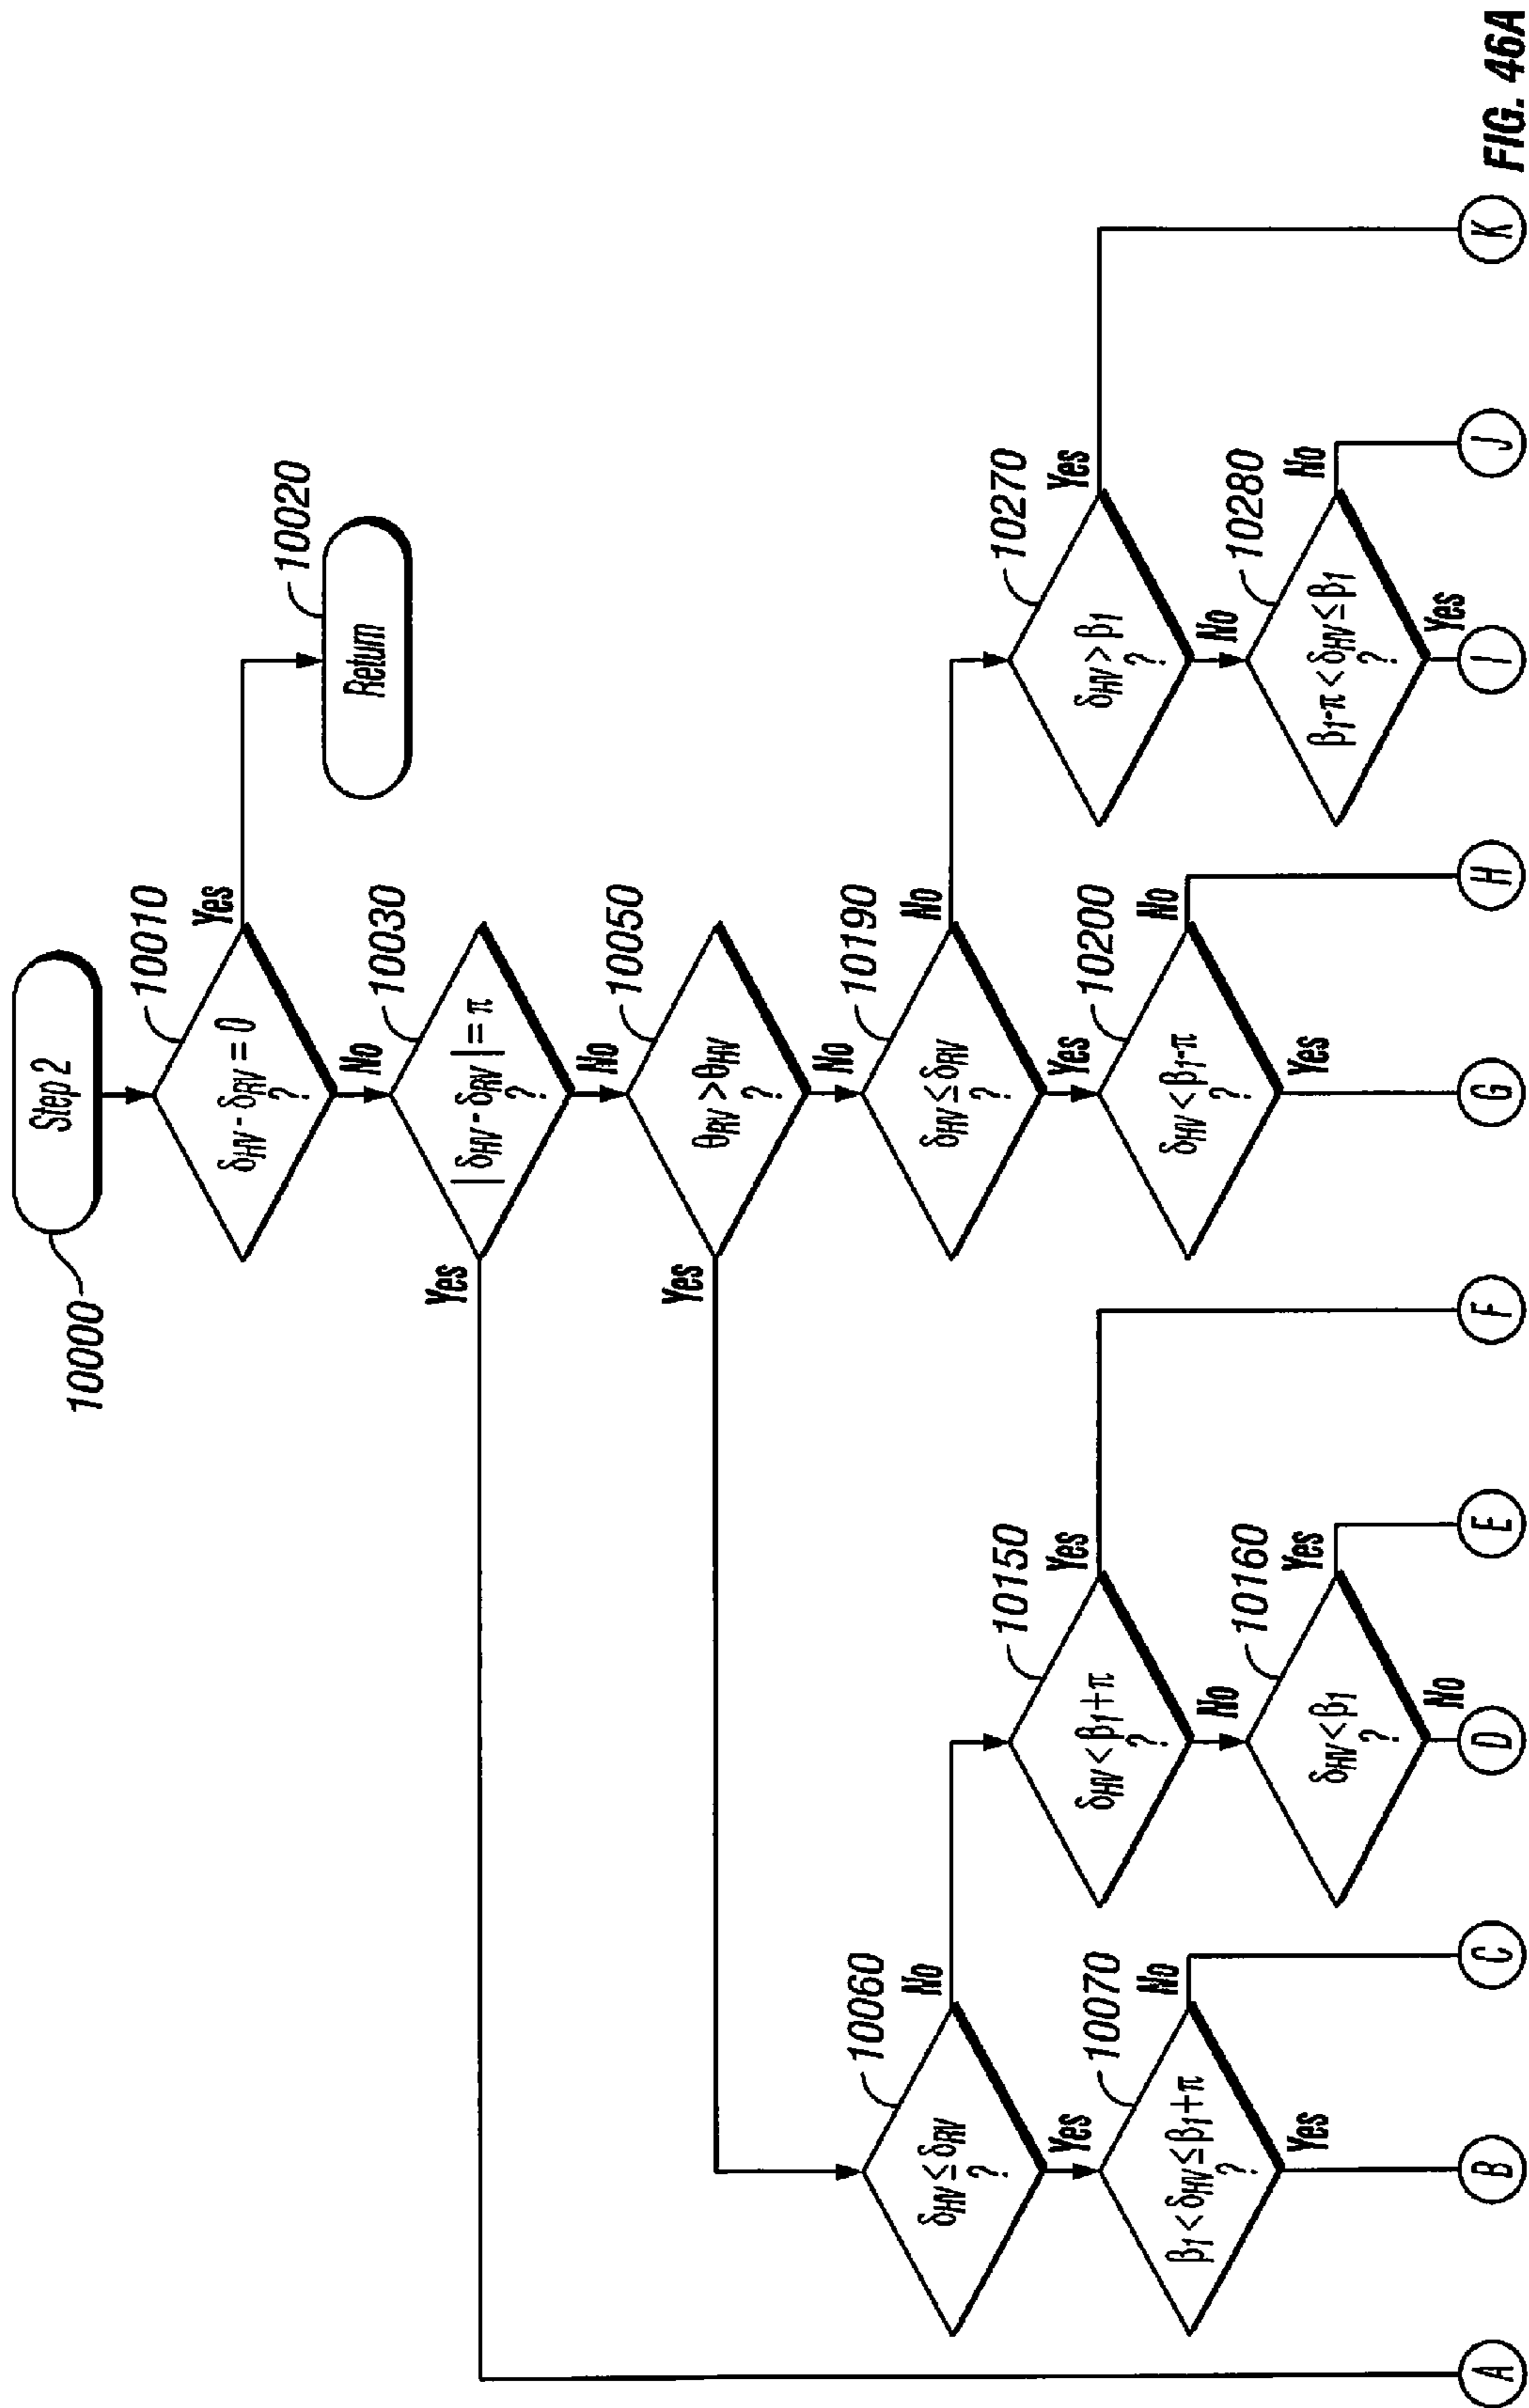 Step 2
10000
δHV - δRV = 0
?
10010
Yes
No
Return
10020
|δHV - δRV| = π
?
10030
Yes
No
θRV > θHV
?
10050
Yes
No
δHV ≤ δRV
?
10060
No
Yes
β1 < δHV ≤ β1+π
?
10070
No
Yes
δHV < β1+π
?
10150
Yes
No
δHV < β1
?
10160
Yes
No
δHV ≤ δRV
?
10190
No
Yes
δHV < β1-π
?
10200
No
Yes
δHV > β1
?
10270
Yes
No
β1-π < δHV ≤ β1
?
10280
No
Yes
A
B
C
D
E
F
G
H
I
J
K
FIG. 46A